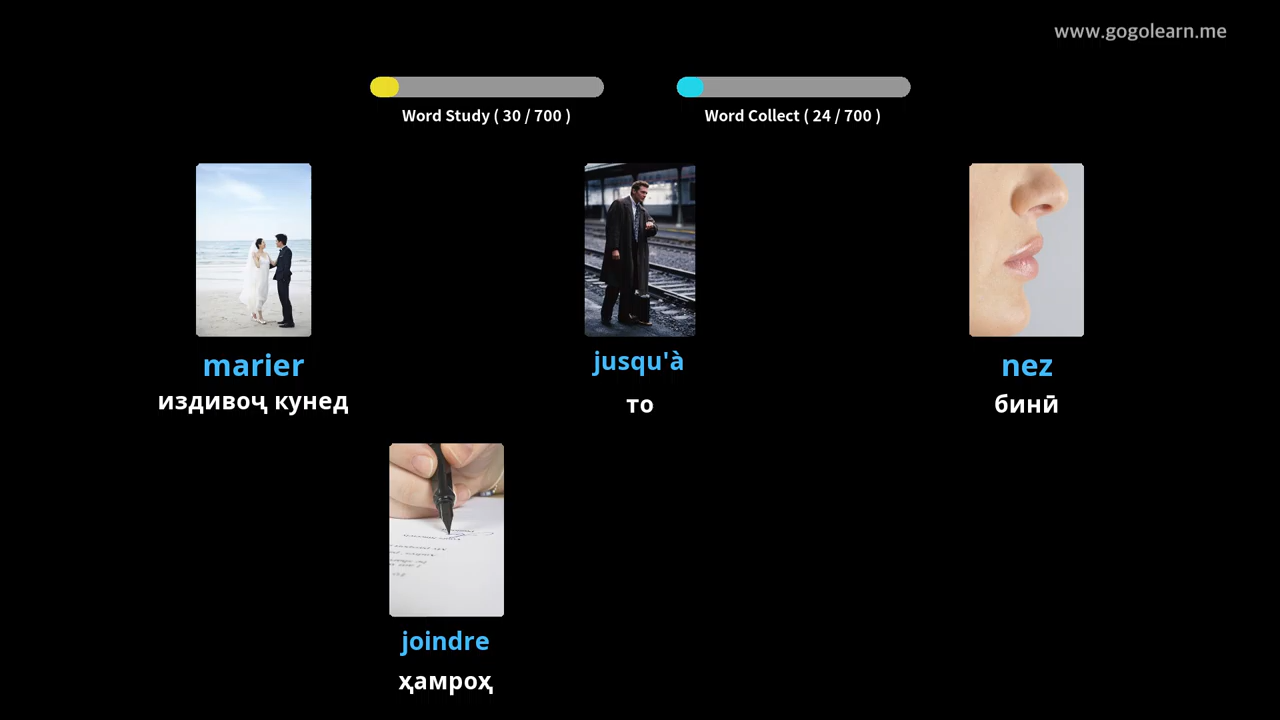 www.gogolearn.me
Word Study ( 30 / 700 )
Word Collect ( 24 / 700 )
marier
издивоҷ кунед
jusqu'à
то
nez
бинӣ
joindre
ҳамроҳ